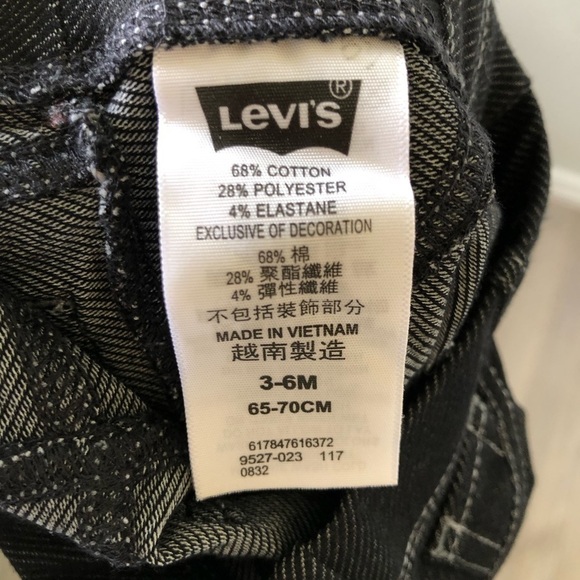 LEVI'S®
68% COTTON
28% POLYESTER
4% ELASTANE
EXCLUSIVE OF DECORATION
68% 棉
28% 聚酯纖維
4% 彈性纖維
不包括裝飾部分
MADE IN VIETNAM
越南製造
3-6M
65-70CM
617847616372
9527-023 117
0832